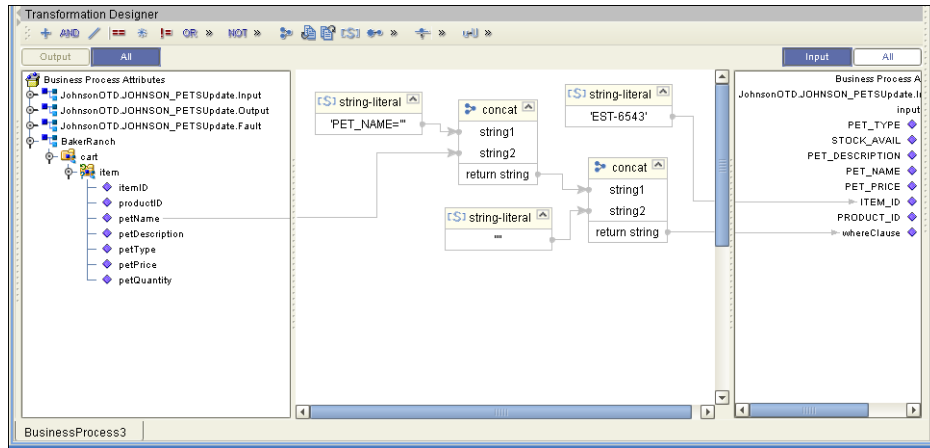 Transformation Designer
AND == != OR » NOT » [S] » »
Output All Input All
Business Process Attributes
JohnsonOTD.JOHNSON_PETSUpdate.Input
JohnsonOTD.JOHNSON_PETSUpdate.Output
JohnsonOTD.JOHNSON_PETSUpdate.Fault
BakerRanch
cart
item
itemID
productID
petName
petDescription
petType
petPrice
petQuantity
[S] string-literal
'PET_NAME='''
concat
string1
string2
return string
[S] string-literal
'EST-6543'
concat
string1
string2
return string
[S] string-literal
Business Process A
JohnsonOTD.JOHNSON_PETSUpdate.I
input
PET_TYPE
STOCK_AVAIL
PET_DESCRIPTION
PET_NAME
PET_PRICE
ITEM_ID
PRODUCT_ID
whereClause
BusinessProcess3